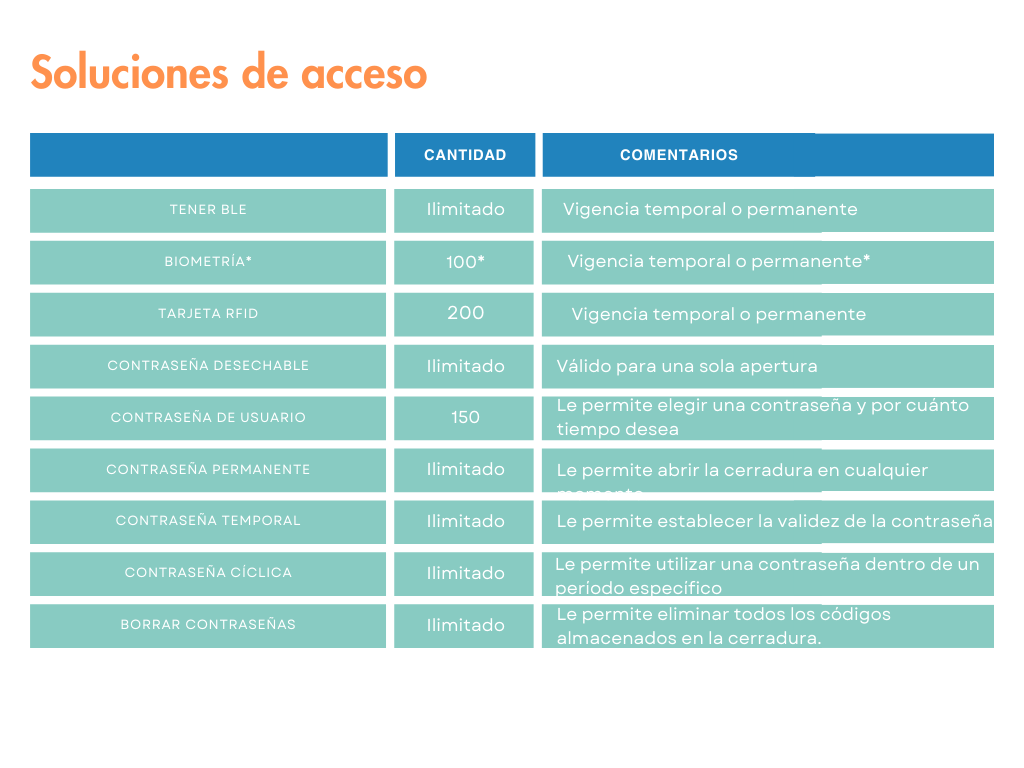 Soluciones de acceso
CANTIDAD COMENTARIOS
TENER BLE Ilimitado Vigencia temporal o permanente
BIOMETRÍA* 100* Vigencia temporal o permanente*
TARJETA RFID 200 Vigencia temporal o permanente
CONTRASEÑA DESECHABLE Ilimitado Válido para una sola apertura
CONTRASEÑA DE USUARIO 150 Le permite elegir una contraseña y por cuánto
tiempo desea
CONTRASEÑA PERMANENTE Ilimitado Le permite abrir la cerradura en cualquier
CONTRASEÑA TEMPORAL Ilimitado Le permite establecer la validez de la contraseña
CONTRASEÑA CÍCLICA Ilimitado Le permite utilizar una contraseña dentro de un
periodo especifico
BORRAR CONTRASEÑAS Ilimitado Le permite eliminar todos los códigos
almacenados en la cerradura.